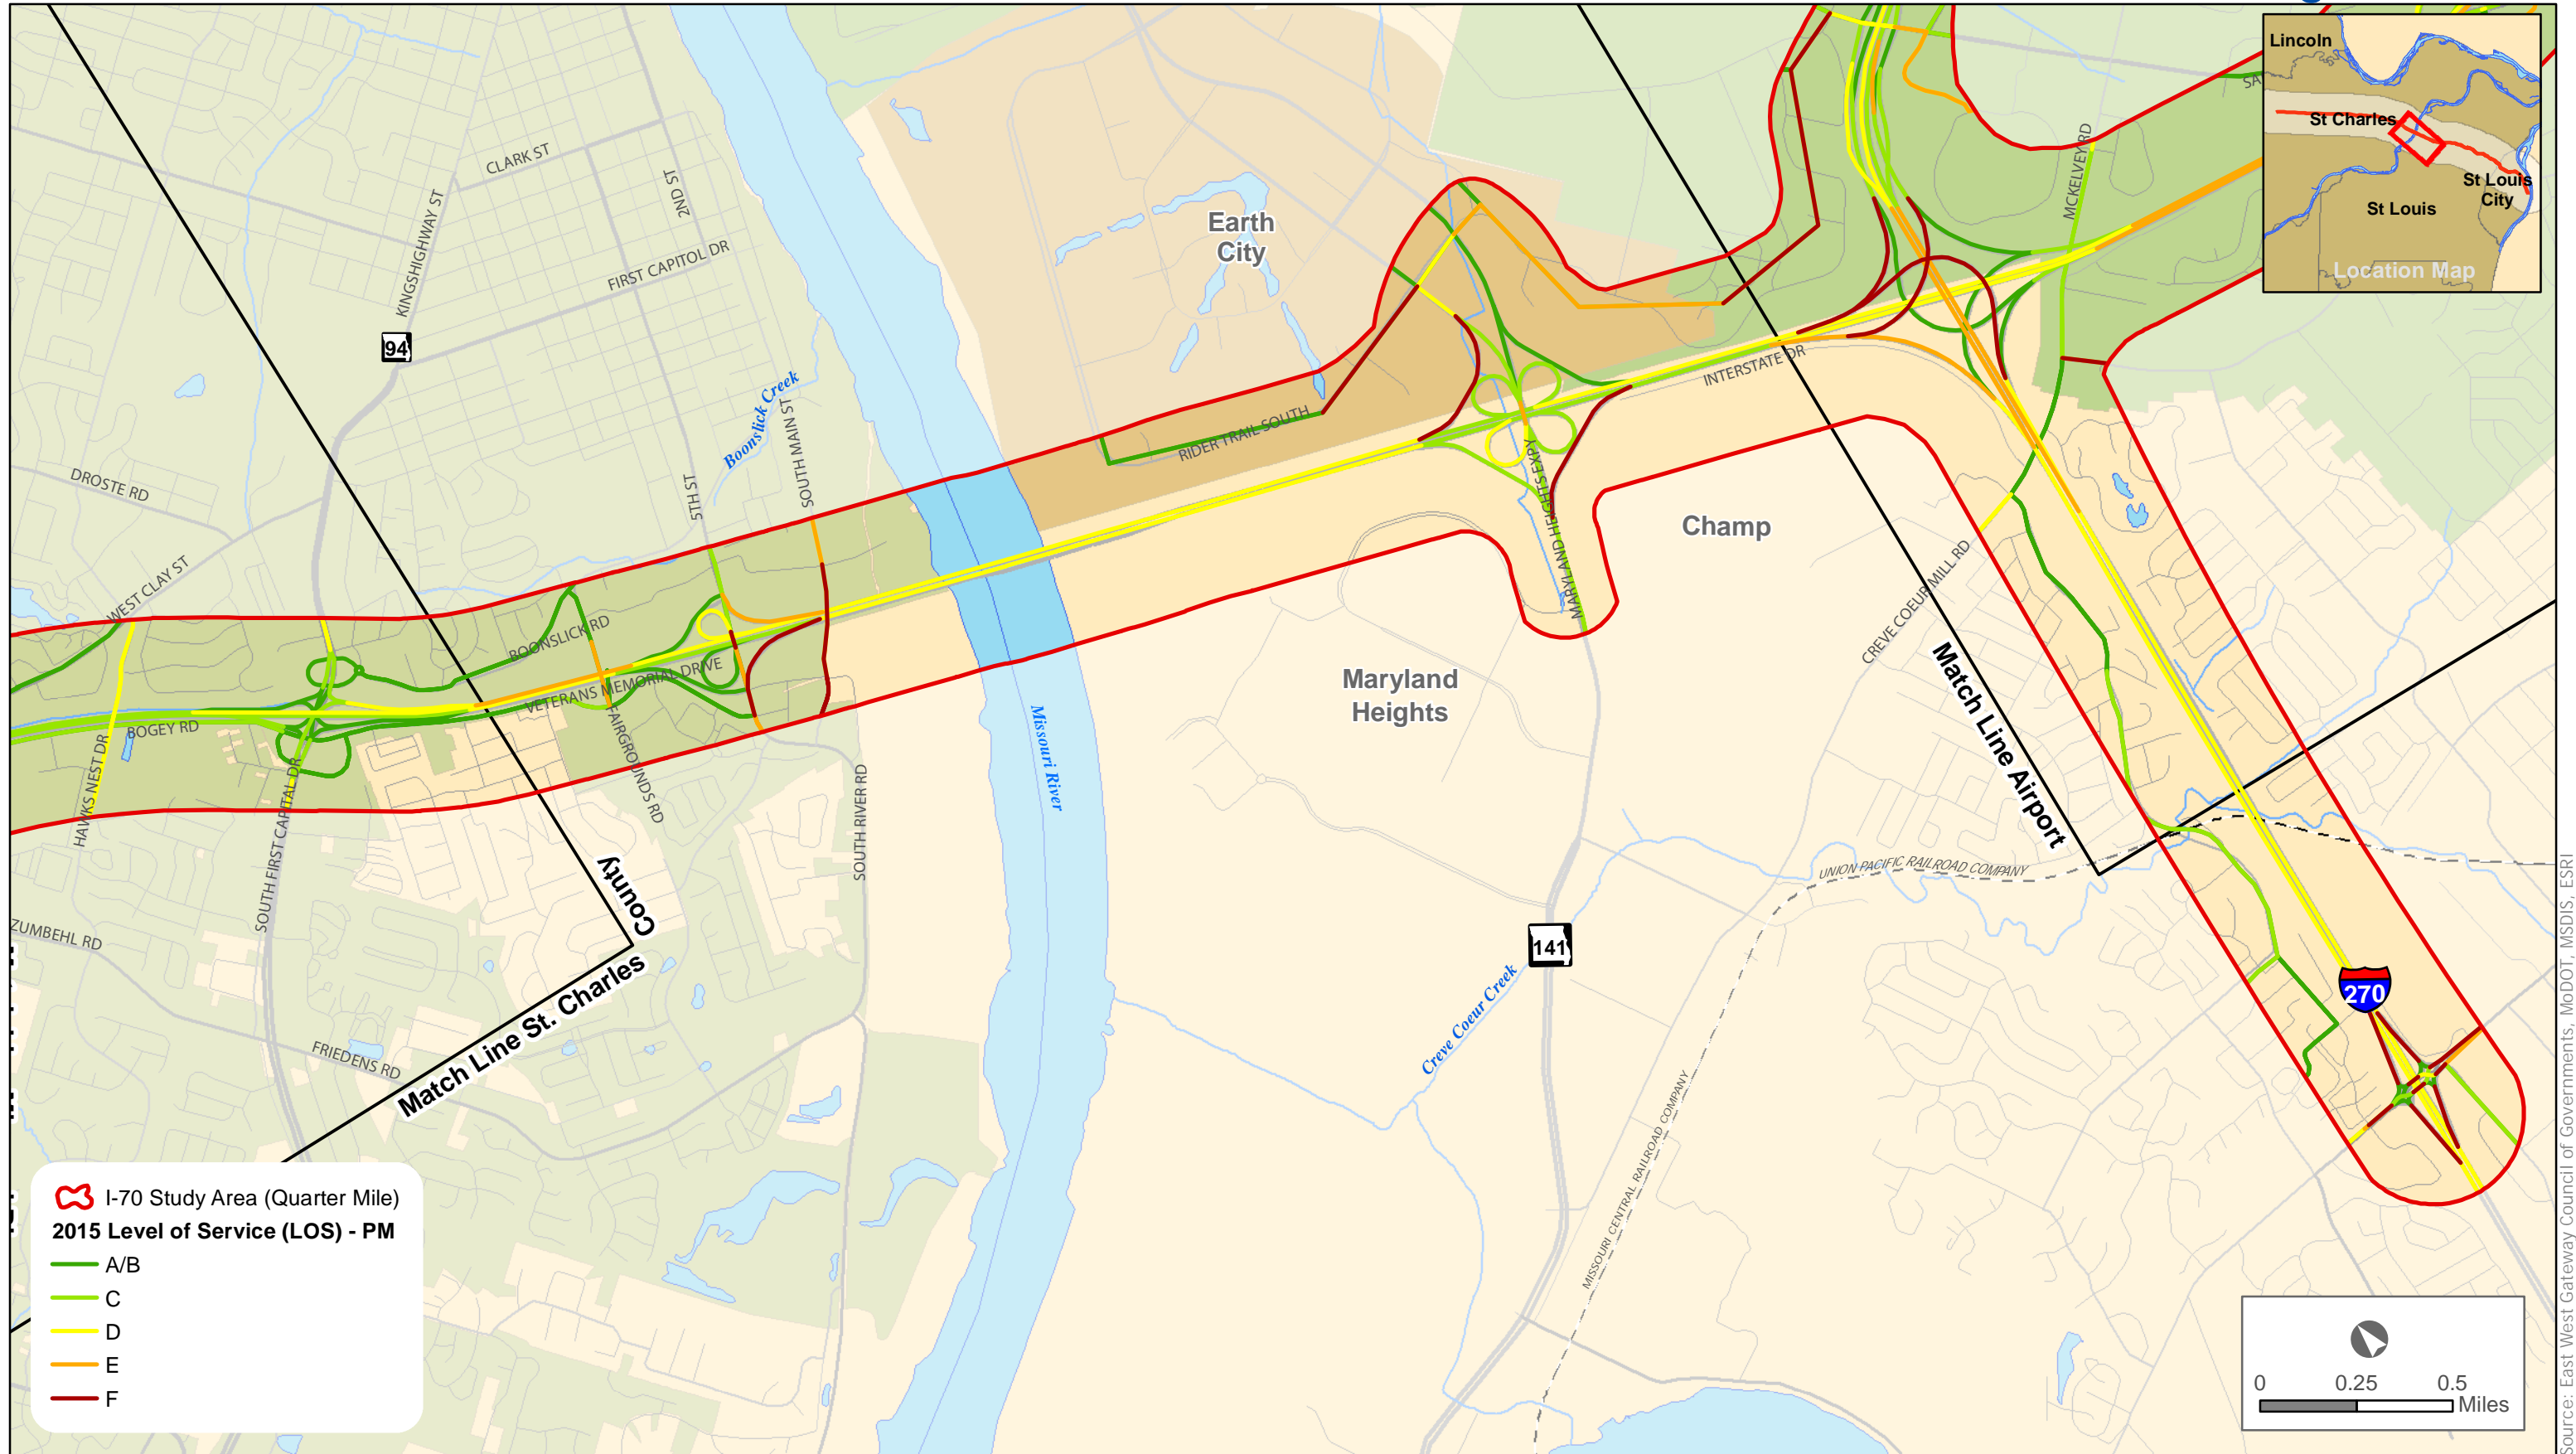 Lincoln
St Charles
St Louis
City
St Louis
Location Map
CLARK ST
2ND ST
KINGSHIGHWAY ST
FIRST CAPITOL DR
94
Earth
City
MCKELVEY RD
SA
Boonslick Creek
SOUTH MAIN ST
5TH ST
DROSTE RD
WEST CLAY ST
RIDER TRAIL SOUTH
INTERSTATE DR
MARYLAND HEIGHTS EXPY
MARYLAND HEIGHTS EXPY
Champ
CREVE COEUR MILL RD
BOONSLICK RD
VETERANS MEMORIAL DRIVE
BOGEY RD
HAWKS NEST DR
FAIRGROUNDS RD
SOUTH FIRST CAPITAL DR
SOUTH RIVER RD
Missouri River
Maryland
Heights
Match Line Airport
UNION PACIFIC RAILROAD COMPANY
ZUMBEHL RD
FRIEDENS RD
Match Line St. Charles
County
141
Creve Coeur Creek
MISSOURI CENTRAL RAILROAD COMPANY
270
I-70 Study Area (Quarter Mile)
2015 Level of Service (LOS) - PM
A/B
C
D
E
F
0 0.25 0.5
Miles
Source: East West Gateway Council of Governments, MoDOT, MSDIS, ESRI